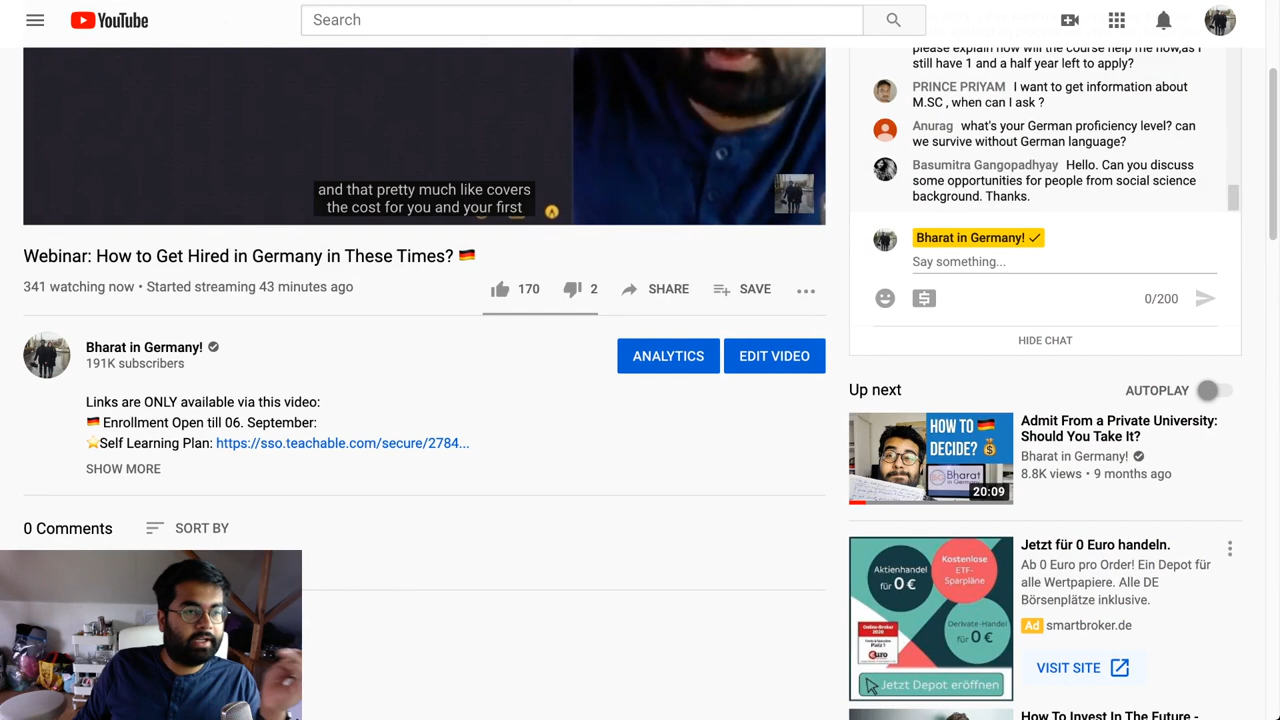 YouTube
Search
please explain how will the course help me now,as I
still have 1 and a half year left to apply?
PRINCE PRIYAM I want to get information about
M.SC , when can I ask ?
Anurag what's your German proficiency level? can
we survive without German language?
Basumitra Gangopadhyay Hello. Can you discuss
some opportunities for people from social science
background. Thanks.
Bharat in Germany!
Say something...
0/200
HIDE CHAT
and that pretty much like covers
the cost for you and your first
Webinar: How to Get Hired in Germany in These Times?
341 watching now • Started streaming 43 minutes ago
170 2 SHARE SAVE
Bharat in Germany!
191K subscribers
ANALYTICS EDIT VIDEO
Links are ONLY available via this video:
Enrollment Open till 06. September:
Self Learning Plan: https://sso.teachable.com/secure/2784...
SHOW MORE
0 Comments SORT BY
Up next AUTOPLAY
HOW TO
DECIDE?
Bharat
in Germany
20:09
Admit From a Private University:
Should You Take It?
Bharat in Germany!
8.8K views • 9 months ago
Aktienhandel
für 0 €
Kostenlose
ETF-
Sparpläne
Derivate-Handel
für 0 €
Jetzt Depot eröffnen
Jetzt für 0 Euro handeln.
Ab 0 Euro pro Order! Ein Depot für
alle Wertpapiere. Alle DE
Börsenplätze inklusive.
Ad smartbroker.de
VISIT SITE
How To Invest In The Future -